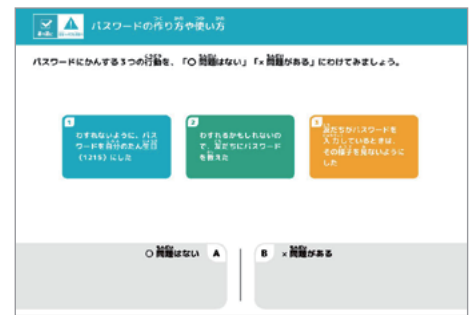 パスワードの作り方や使い方
パスワードにかんする3つの行動を、「○ 問題はない」「× 問題がある」にわけてみましょう。
1
わすれないように、パス
ワードを自分のたん生日
(1215)にした
2
わすれるかもしれないの
で、友だちにパスワード
を教えた
3
友だちがパスワードを
入力しているときは、
その様子を見ないように
した
○ 問題はない A
B × 問題がある